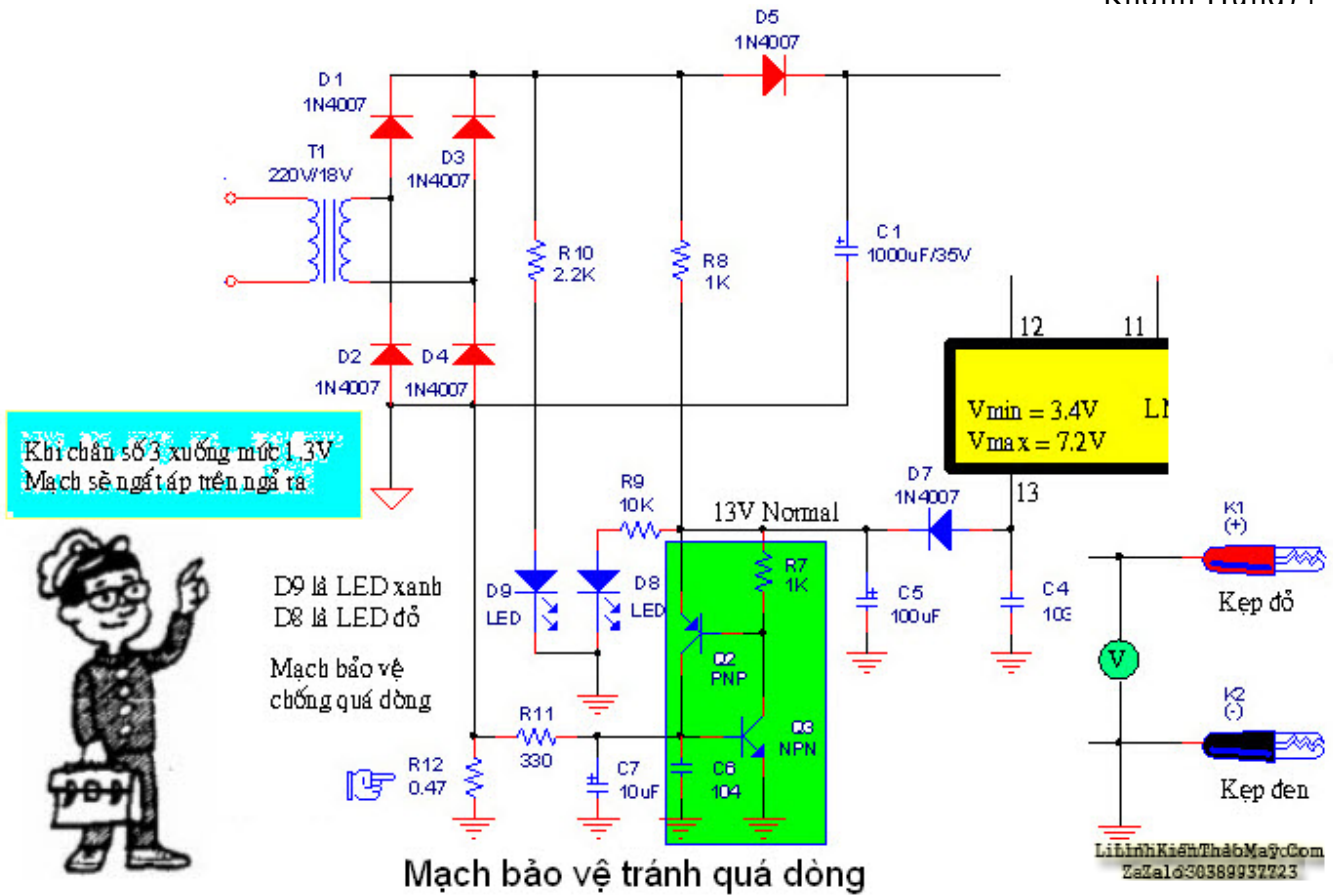 D5
1N4007
D1
1N4007
T1
220V/18V
D3
1N4007
R10
2.2K
R8
1K
C1
1000uF/35V
D2
D4
1N4007
1N4007
12
11
Vmin = 3.4V
Vmax = 7.2V
13
Khi chân số 3 xuống mức 1.3V
Mạch sẽ ngắt áp trên ngả ra
R9
10K
13V Normal
D7
1N4007
K1
(+)
Kẹp đỏ
R7
1K
C5
100uF
C4
103
D9 là LED xanh
D8 là LED đỏ
D9
LED
D8
LED
Mạch bảo vệ
chống quá dòng
Q2
PNP
V
K2
(-)
Kẹp đen
R11
330
Q3
NPN
R12
0.47
C7
10uF
C6
104
Mạch bảo vệ tránh quá dòng